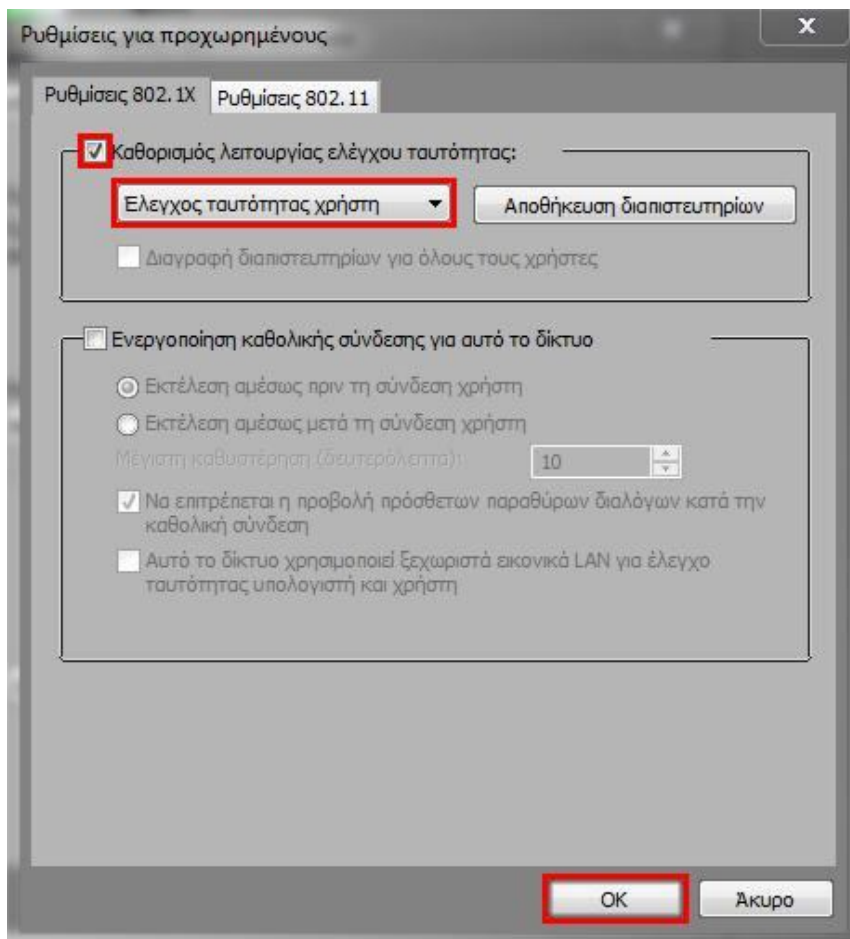 Ρυθμίσεις για προχωρημένους
Ρυθμίσεις 802.1X
Ρυθμίσεις 802.11
Καθορισμός λειτουργίας ελέγχου ταυτότητας:
Έλεγχος ταυτότητας χρήστη
Αποθήκευση διαπιστευτηρίων
Διαγραφή διαπιστευτηρίων για όλους τους χρήστες
Ενεργοποίηση καθολικής σύνδεσης για αυτό το δίκτυο
Εκτέλεση αμέσως πριν τη σύνδεση χρήστη
Εκτέλεση αμέσως μετά τη σύνδεση χρήστη
Μέγιστη καθυστέρηση (δευτερόλεπτα):
10
Να επιτρέπεται η προβολή πρόσθετων παραθύρων διαλόγων κατά την
καθολική σύνδεση
Αυτό το δίκτυο χρησιμοποιεί ξεχωριστά εικονικά LAN για έλεγχο
ταυτότητας υπολογιστή και χρήστη
OK
Άκυρο